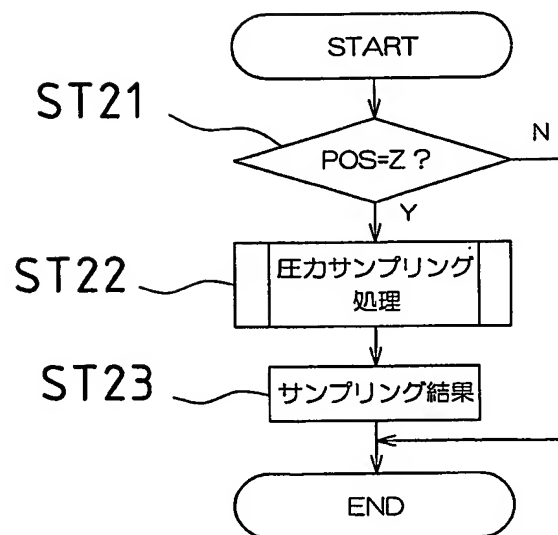 START
ST21
POS=Z ?
N
Y
ST22
圧力サンプリング
処理
ST23
サンプリング結果
END